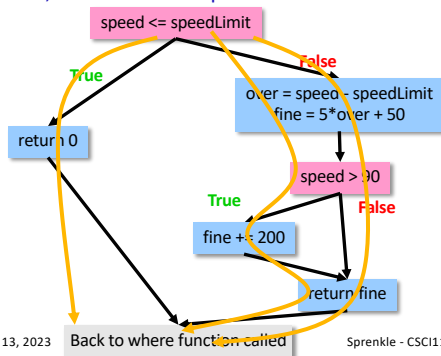 speed <= speedLimit
True
False
over = speed - speedLimit
fine = 5*over + 50
return 0
speed > 90
True
False
fine += 200
return fine
Back to where function called
13, 2023
Sprenkle - CSCI1